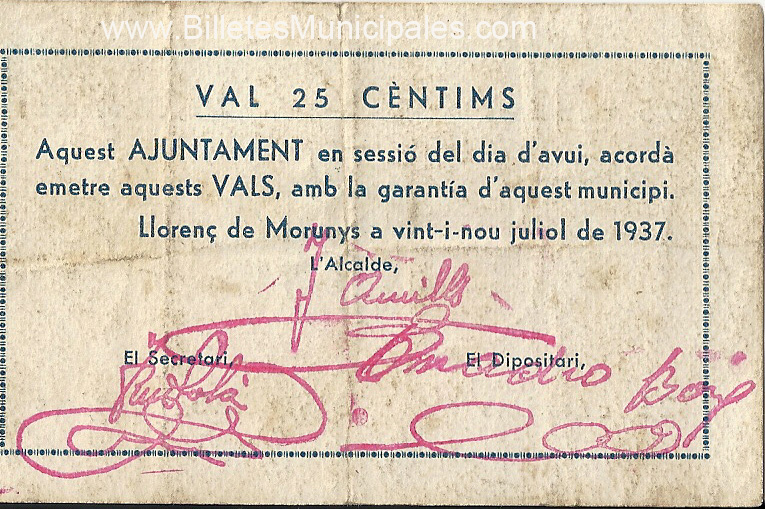 www.BilletesMunicipales.com
VAL 25 CÈNTIMS
Aquest AJUNTAMENT en sessió del dia d'avui, acordà
emetre aquests VALS, amb la garantía d'aquest municipi.
Llorenç de Morunys a vint-i-nou juliol de 1937.
L'Alcalde,
El Secretari,
El Dipositari,